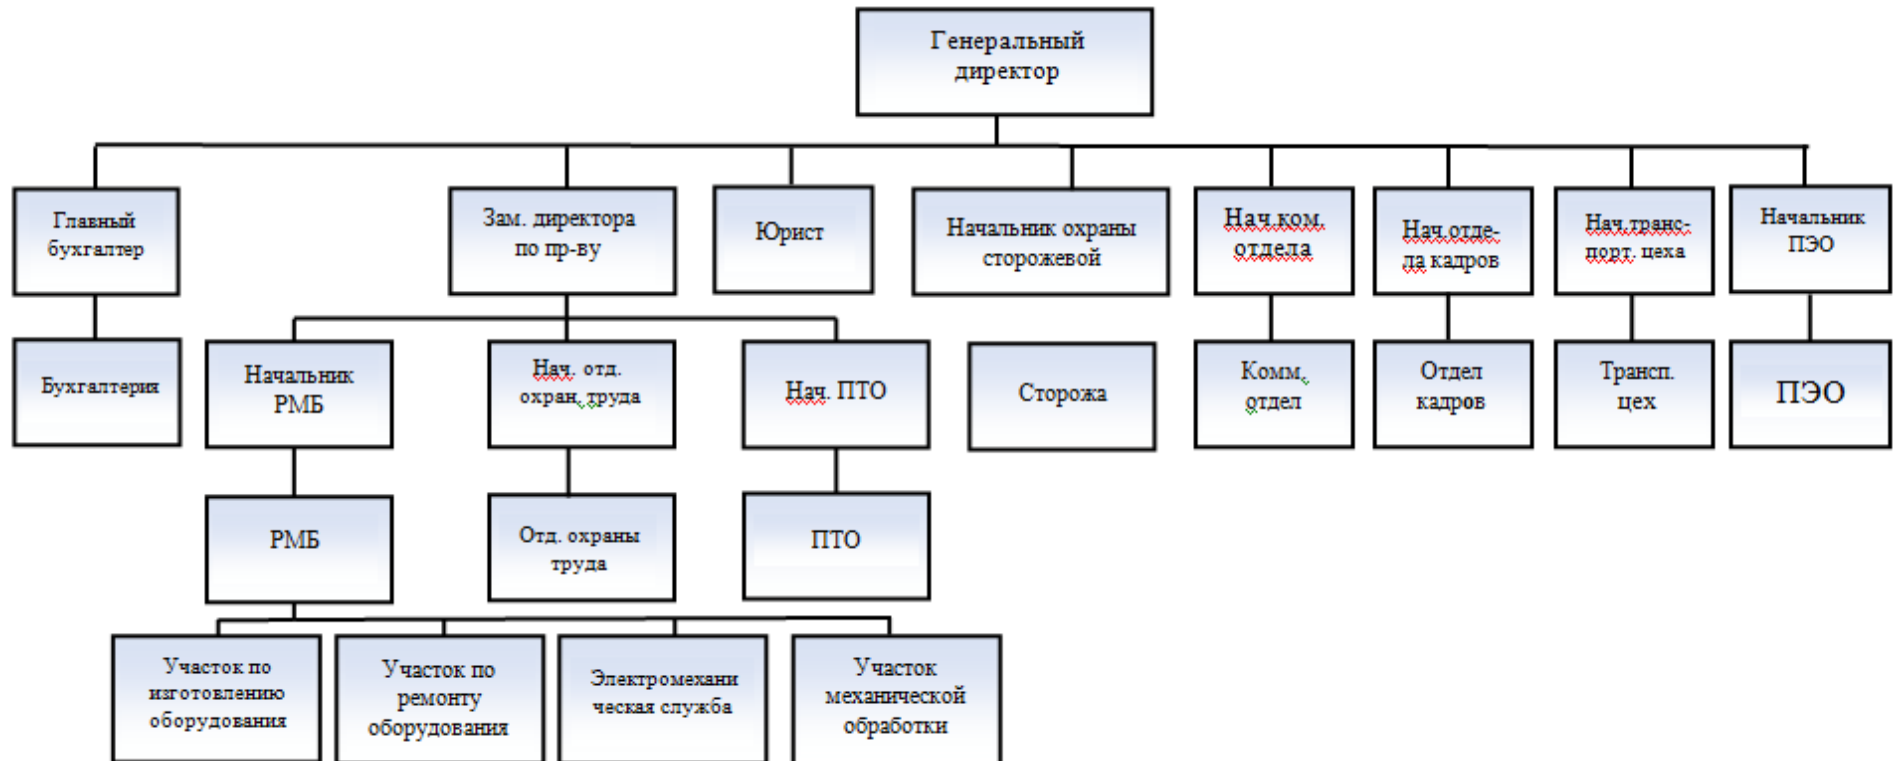 Генеральный
директор
Главный
бухгалтер
Зам. директора
по пр-ву
Юрист
Начальник охраны
сторожевой
Нач.ком.
отдела
Нач.отде-
ла кадров
Нач.транс-
порт. цеха
Начальник
ПЭО
Бухгалтерия
Начальник
РМБ
Нач. отд.
охран. труда
Нач. ПТО
Сторожа
Комм.
отдел
Отдел
кадров
Трансп.
цех
ПЭО
РМБ
Отд. охраны
труда
ПТО
Участок по
изготовлению
оборудования
Участок по
ремонту
оборудования
Электромехани
ческая служба
Участок
механической
обработки